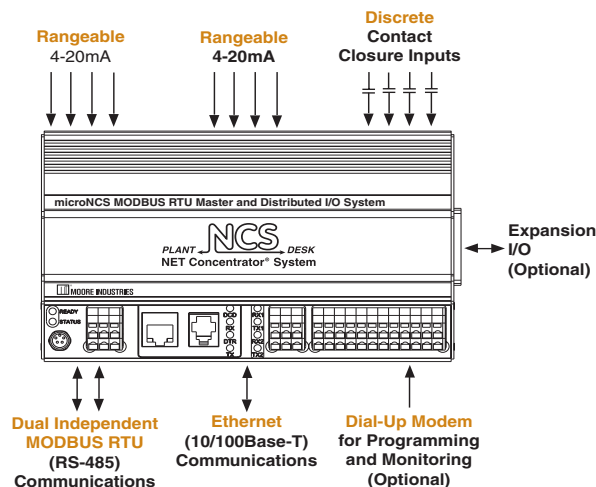 Rangeable
4-20mA
Rangeable
4-20mA
Discrete
Contact
Closure Inputs
microNCS MODBUS RTU Master and Distributed I/O System
NCS
PLANT DESK
NET Concentrator® System
MOORE INDUSTRIES
READY
STATUS
DCD
RX
DTR
TX
RX1
TX1
RX2
TX2
Expansion
I/O
(Optional)
Dual Independent
MODBUS RTU
(RS-485)
Communications
Ethernet
(10/100Base-T)
Communications
Dial-Up Modem
for Programming
and Monitoring
(Optional)